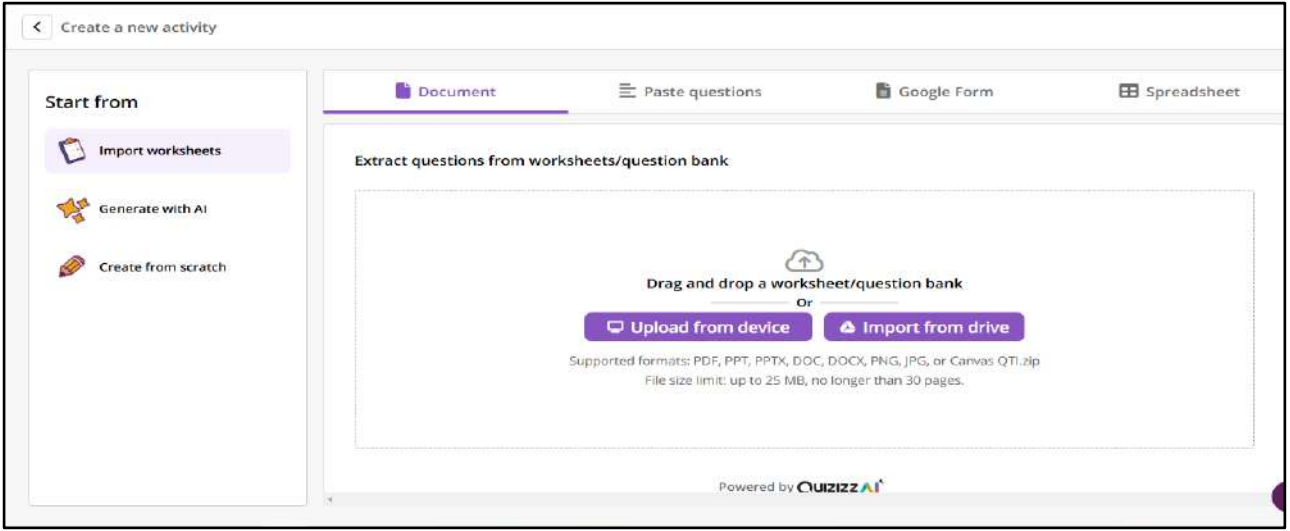 Create a new activity
Start from
Import worksheets
Generate with AI
Create from scratch
Document
Paste questions
Google Form
Spreadsheet
Extract questions from worksheets/question bank
Drag and drop a worksheet/question bank
Or
Upload from device
Import from drive
Supported formats: PDF, PPT, PPTX, DOC, DOCX, PNG, JPG, or Canvas QTI.zip
File size limit: up to 25 MB, no longer than 30 pages.
Powered by QUIZIZZ AI